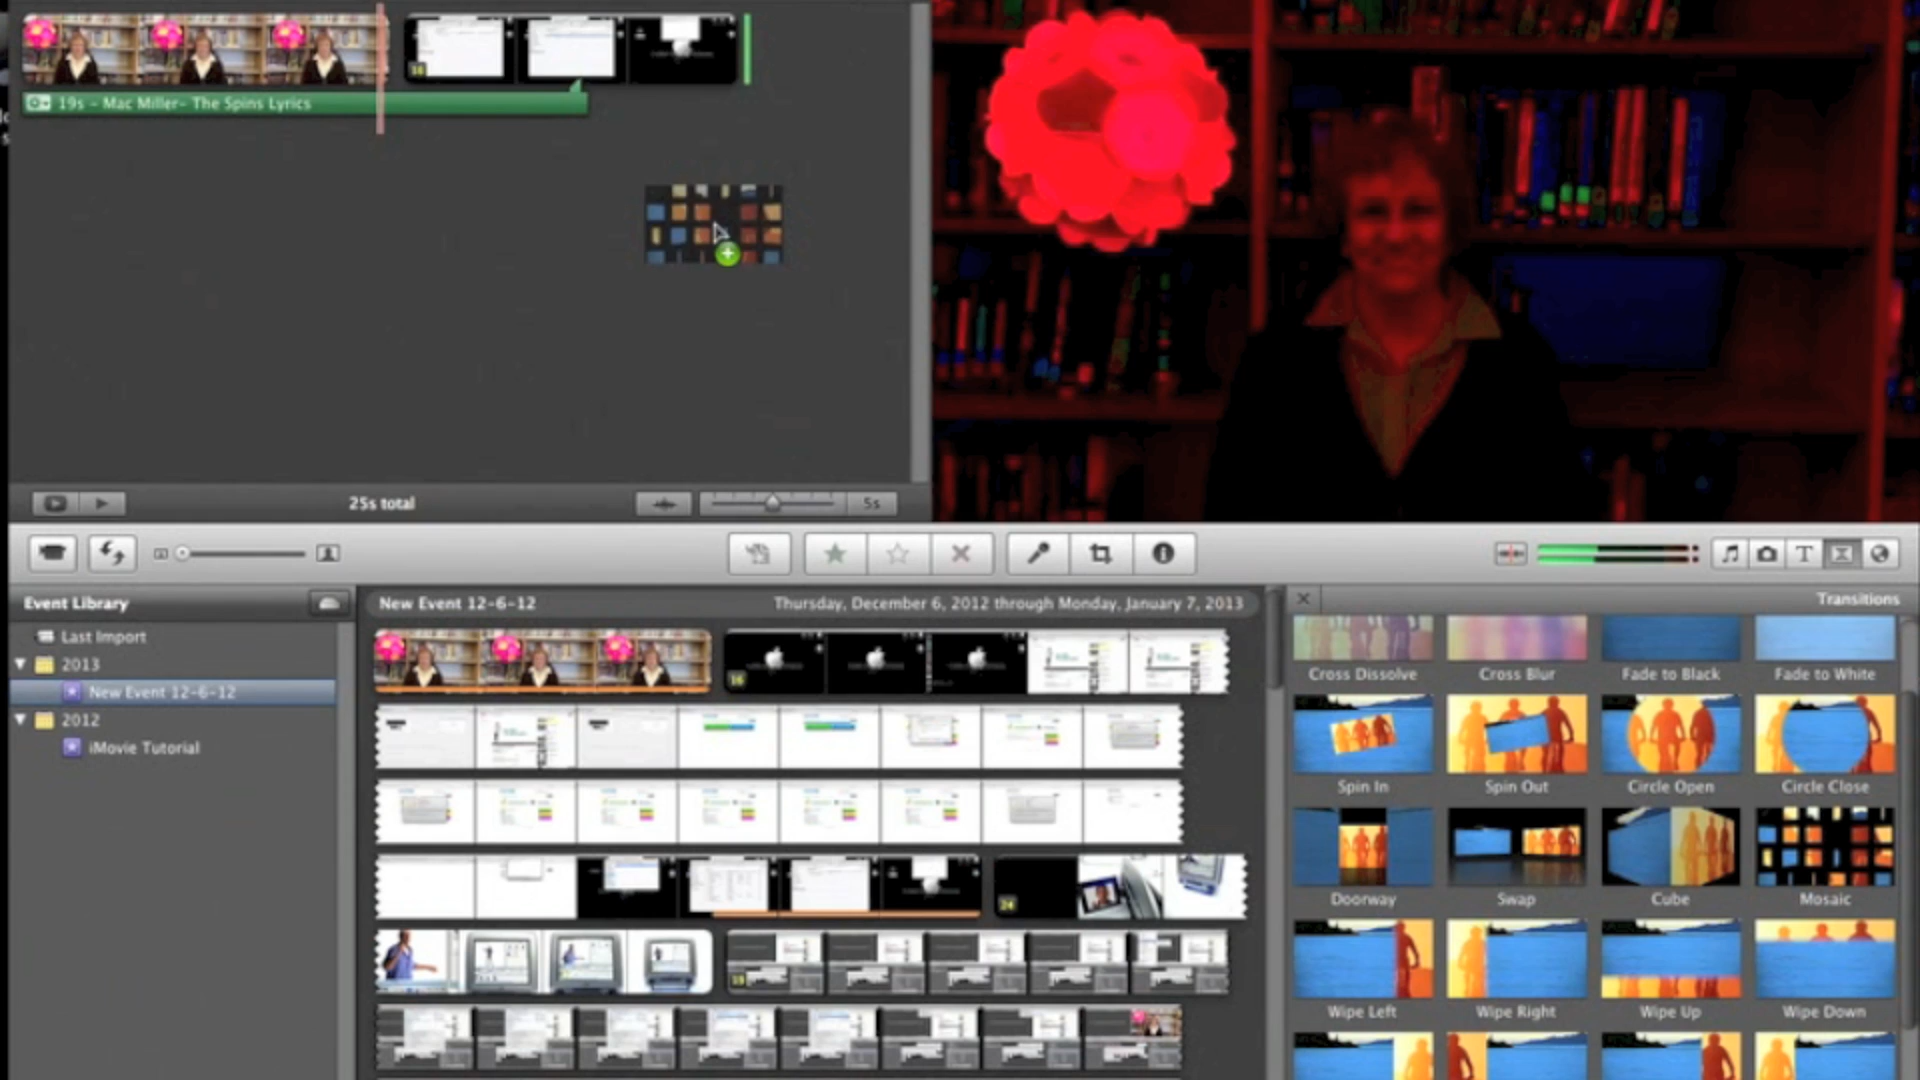 19s - Mac Miller- The Spins Lyrics
25s total
5s
Event Library
New Event 12-6-12
Thursday, December 6, 2012 through Monday, January 7, 2013
Transitions
Last Import
2013
New Event 12-6-12
2012
iMovie Tutorial
Cross Dissolve
Cross Blur
Fade to Black
Fade to White
Spin In
Spin Out
Circle Open
Circle Close
Doorway
Swap
Cube
Mosaic
Wipe Left
Wipe Right
Wipe Up
Wipe Down